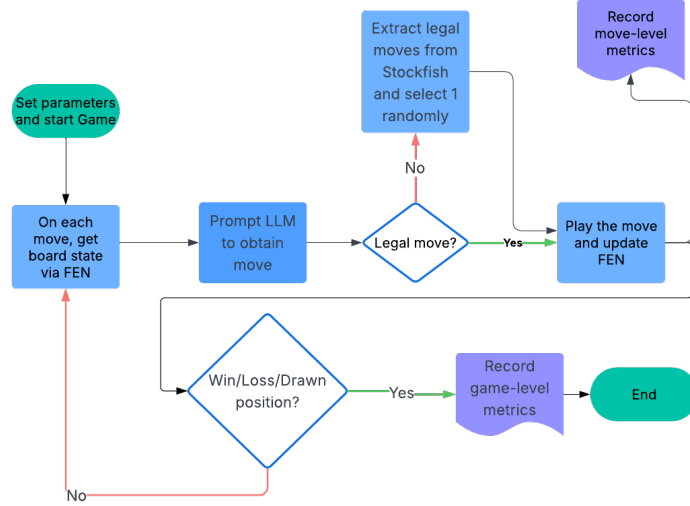 Set parameters
and start Game
On each
move, get
board state
via FEN
Prompt LLM
to obtain
move
Legal move?
No
Extract legal
moves from
Stockfish
and select 1
randomly
Yes
Play the move
and update
FEN
Record
move-level
metrics
Win/Loss/Drawn
position?
No
Yes
Record
game-level
metrics
End